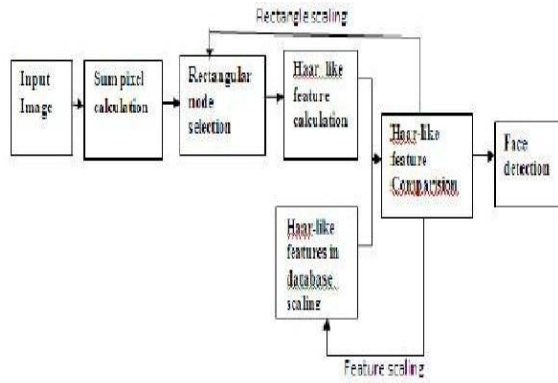 Rectangle scaling
Input
Image
Sum pixel
calculation
Rectangular
node
selection
Haar like
feature
calculation
Haar-like
feature
Comparision
Face
detection
Haar-like
features in
database
scaling
Feature scaling